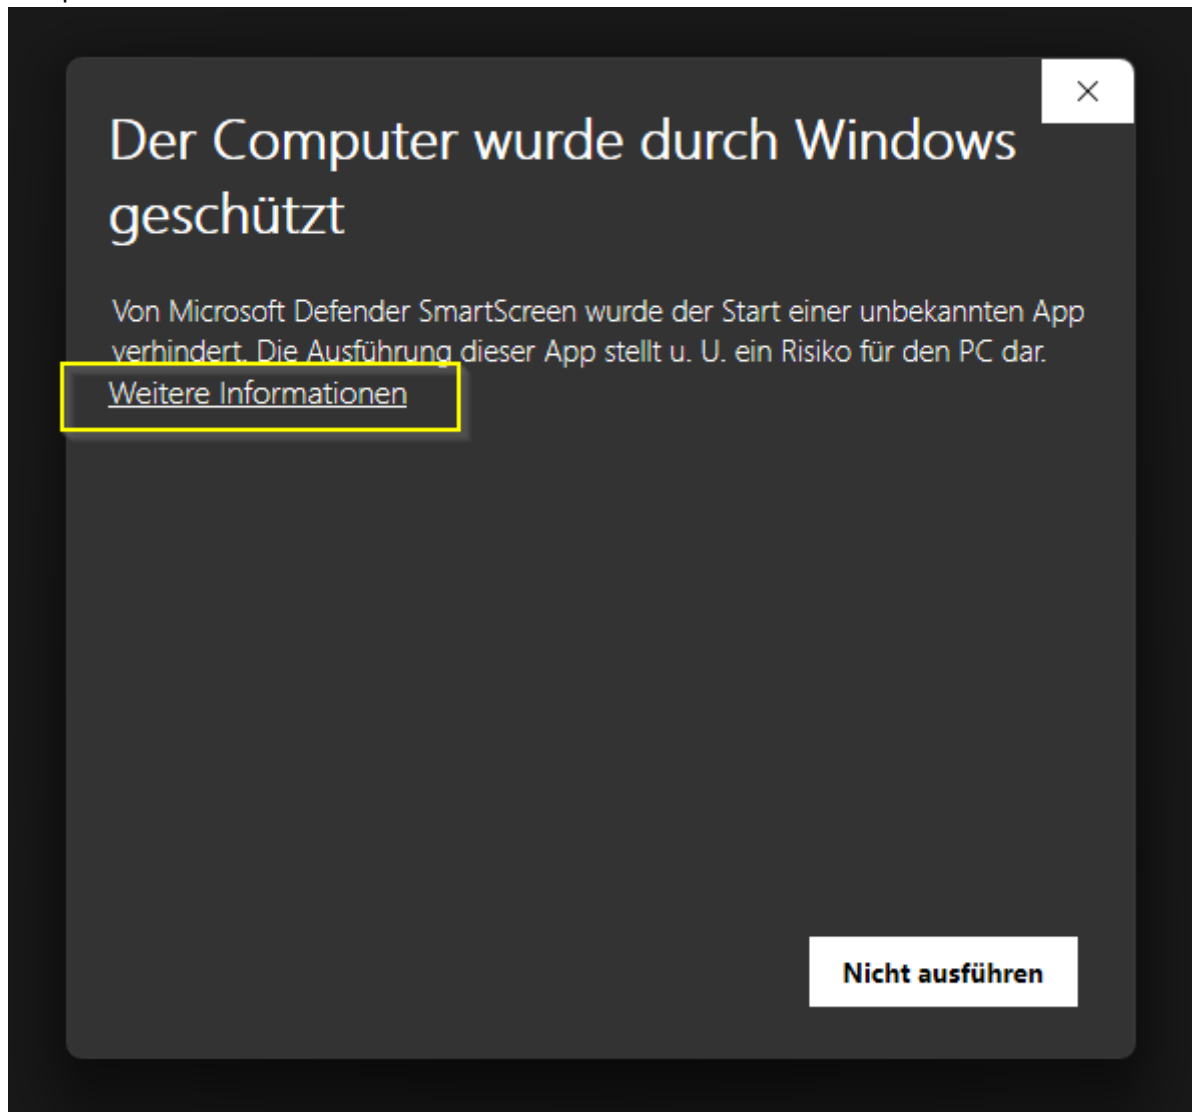 Der Computer wurde durch Windows
geschützt
Von Microsoft Defender SmartScreen wurde der Start einer unbekannten App
verhindert. Die Ausführung dieser App stellt u. U. ein Risiko für den PC dar.
Weitere Informationen
Nicht ausführen